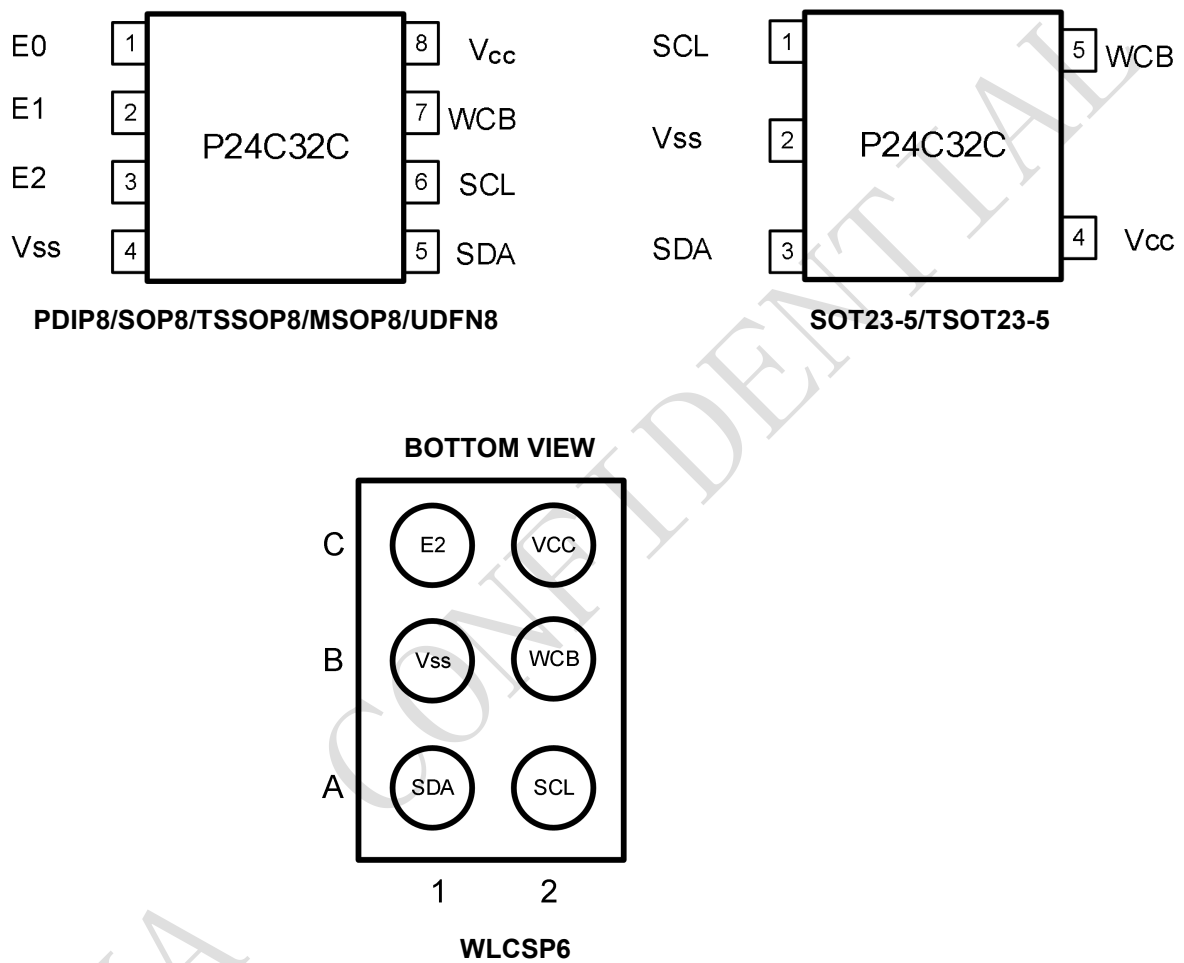 E0 1 8 Vcc
E1 2 7 WCB
P24C32C
E2 3 6 SCL
Vss 4 5 SDA
PDIP8/SOP8/TSSOP8/MSOP8/UDFN8
SCL 1 5 WCB
Vss 2 P24C32C
SDA 3 4 Vcc
SOT23-5/TSOT23-5
BOTTOM VIEW
C E2 VCC
B Vss WCB
A SDA SCL
1 2
WLCSP6
CONFIDENTIAL